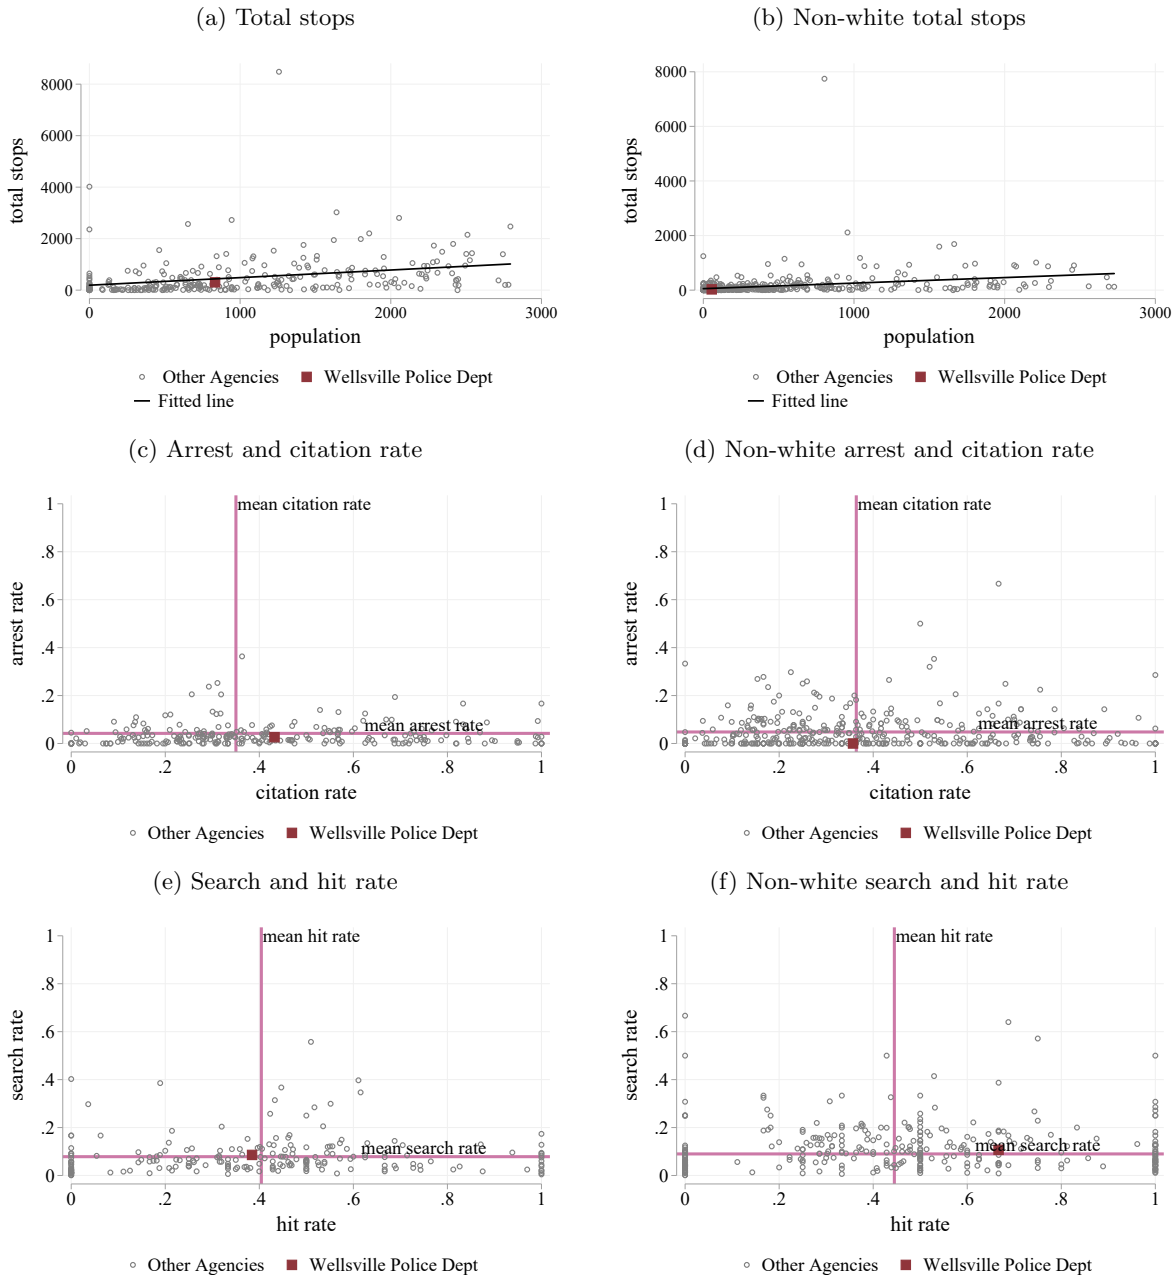 (a) Total stops
(b) Non-white total stops
total stops
8000
6000
4000
2000
0
0
1000
2000
3000
population
Other Agencies
Wellsville Police Dept
Fitted line
total stops
8000
6000
4000
2000
0
0
1000
2000
3000
population
Other Agencies
Wellsville Police Dept
Fitted line
(c) Arrest and citation rate
(d) Non-white arrest and citation rate
arrest rate
1
.8
.6
.4
.2
0
mean citation rate
mean arrest rate
0
.2
.4
.6
.8
1
citation rate
Other Agencies
Wellsville Police Dept
arrest rate
1
.8
.6
.4
.2
0
mean citation rate
mean arrest rate
0
.2
.4
.6
.8
1
citation rate
Other Agencies
Wellsville Police Dept
(e) Search and hit rate
(f) Non-white search and hit rate
search rate
1
.8
.6
.4
.2
0
mean hit rate
mean search rate
0
.2
.4
.6
.8
1
hit rate
Other Agencies
Wellsville Police Dept
search rate
1
.8
.6
.4
.2
0
mean hit rate
mean search rate
0
.2
.4
.6
.8
1
hit rate
Other Agencies
Wellsville Police Dept